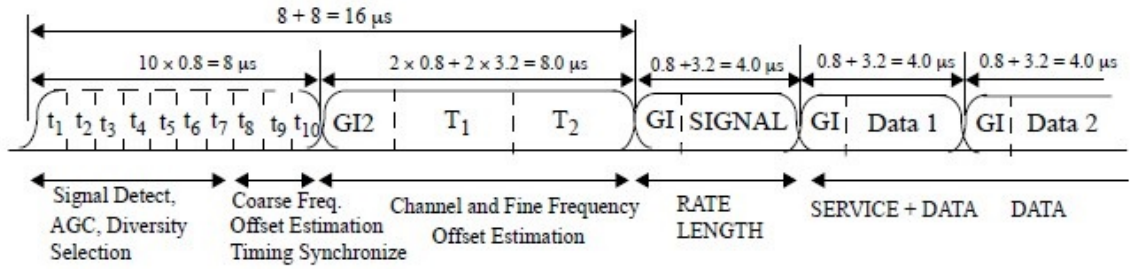 8 + 8 = 16 μs
10 × 0.8 = 8 μs
2 × 0.8 + 2 × 3.2 = 8.0 μs
0.8 +3.2 = 4.0 μs
0.8 + 3.2 = 4.0 μs
0.8 + 3.2 = 4.0 μs
t1 t2 t3 t4 t5 t6 t7 t8 t9 t10
GI2 T1 T2
GI SIGNAL
GI Data 1
GI Data 2
Signal Detect,
AGC, Diversity
Selection
Coarse Freq.
Offset Estimation
Timing Synchronize
Channel and Fine Frequency
Offset Estimation
RATE
LENGTH
SERVICE + DATA
DATA